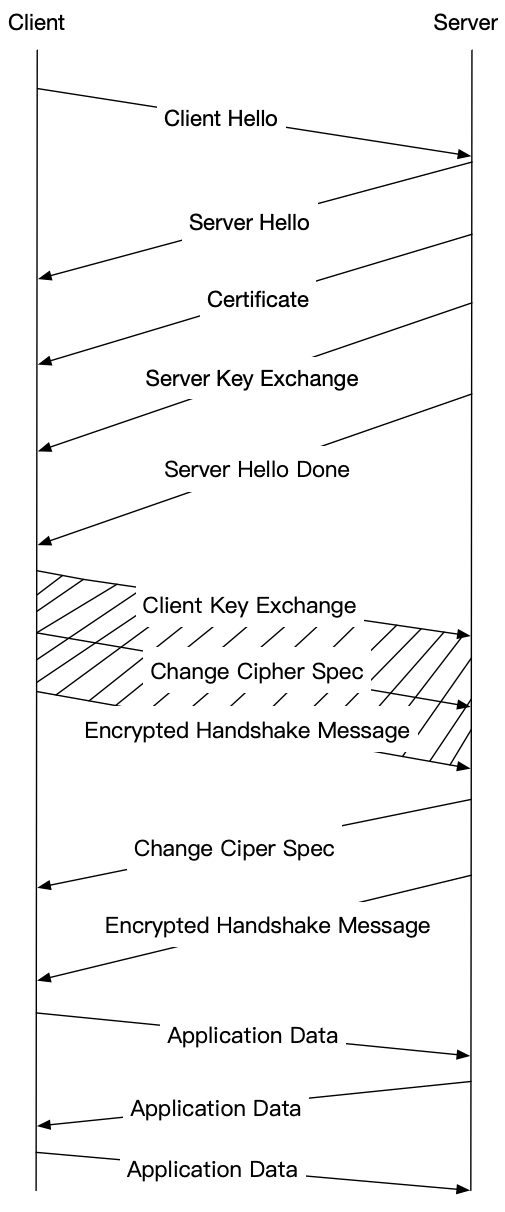 Client
Server
Client Hello
Server Hello
Certificate
Server Key Exchange
Server Hello Done
Client Key Exchange
Change Cipher Spec
Encrypted Handshake Message
Change Ciper Spec
Encrypted Handshake Message
Application Data
Application Data
Application Data